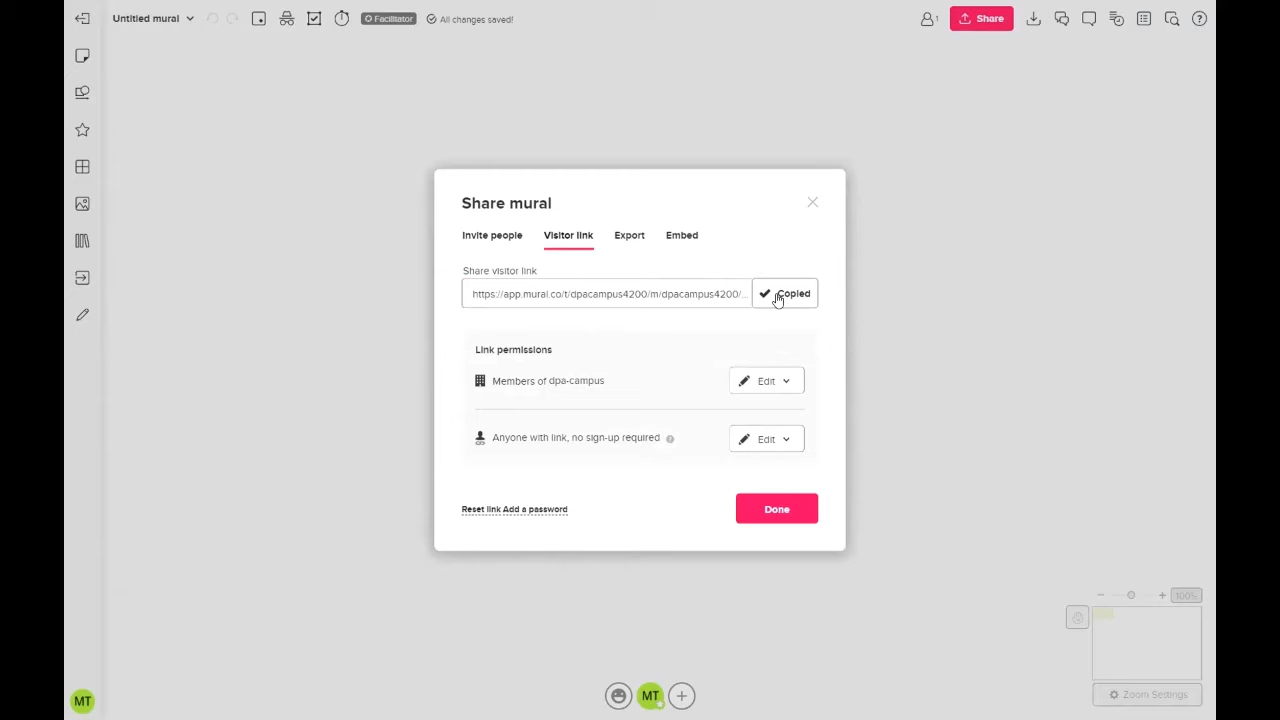 Untitled mural
Facilitator
All changes saved!
1
Share
Share mural
Invite people
Visitor link
Export
Embed
Share visitor link
https://app.mural.co/t/dpacampus4200/m/dpacampus4200/...
Copied
Link permissions
Members of dpa-campus
Edit
Anyone with link, no sign-up required
Edit
Reset link Add a password
Done
100%
MT
MT
Zoom Settings